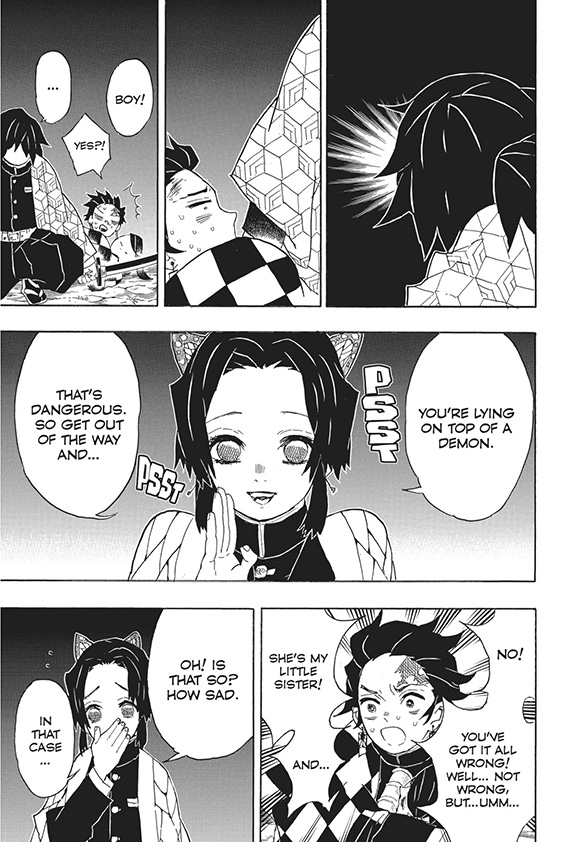 BOY!
...
YES?!
YOU'RE LYING
ON TOP OF A
DEMON.
PSST
PSST
THAT'S
DANGEROUS.
SO GET OUT
OF THE WAY
AND...
NO!
YOU'VE
GOT IT ALL
WRONG!
WELL... NOT
WRONG,
BUT...UMM...
SHE'S MY
LITTLE
SISTER!
AND...
OH! IS
THAT SO?
HOW SAD.
IN
THAT CASE
...